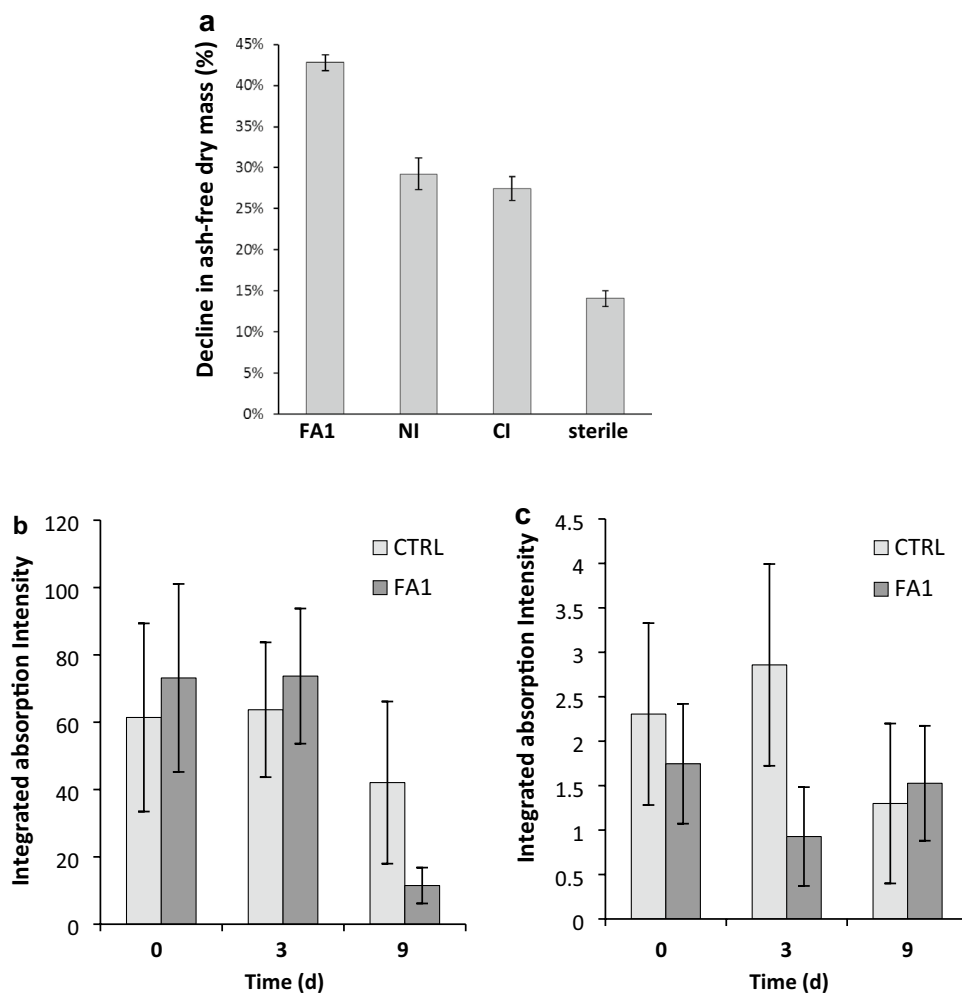 a
Decline in ash-free dry mass (%)
45%
40%
35%
30%
25%
20%
15%
10%
5%
0%
FA1 NI CI sterile
b
Integrated absorption Intensity
120
100
80
60
40
20
0
CTRL
FA1
0 3 9
Time (d)
c
Integrated absorption Intensity
4.5
4
3.5
3
2.5
2
1.5
1
0.5
0
CTRL
FA1
0 3 9
Time (d)